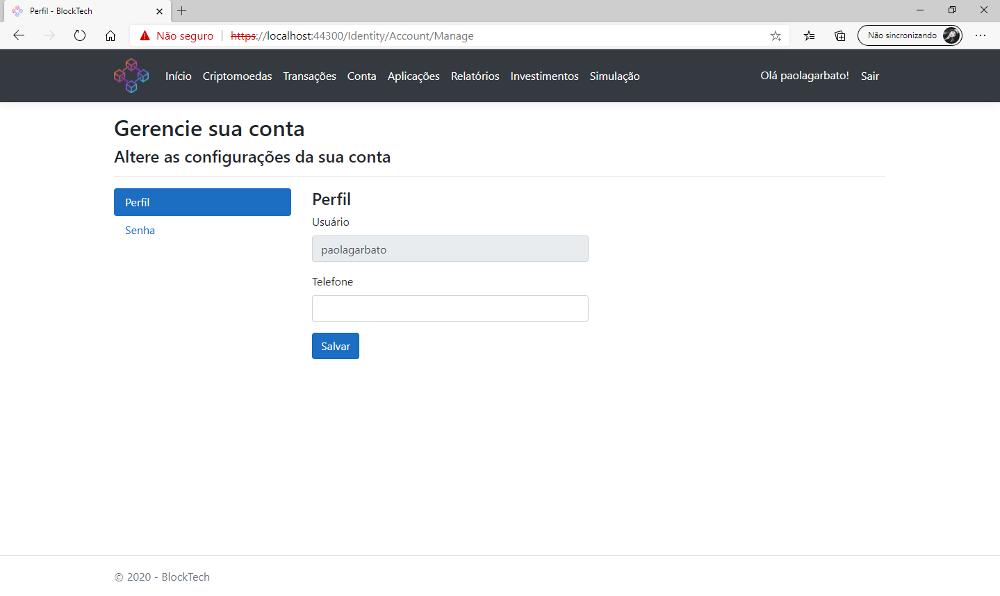 Perfil - BlockTech
Não seguro https://localhost:44300/Identity/Account/Manage Não sincronizando
Início Criptomoedas Transações Conta Aplicações Relatórios Investimentos Simulação Olá paolagarbato! Sair
Gerencie sua conta
Altere as configurações da sua conta
Perfil
Senha
Perfil
Usuário
paolagarbato
Telefone
Salvar
© 2020 - BlockTech